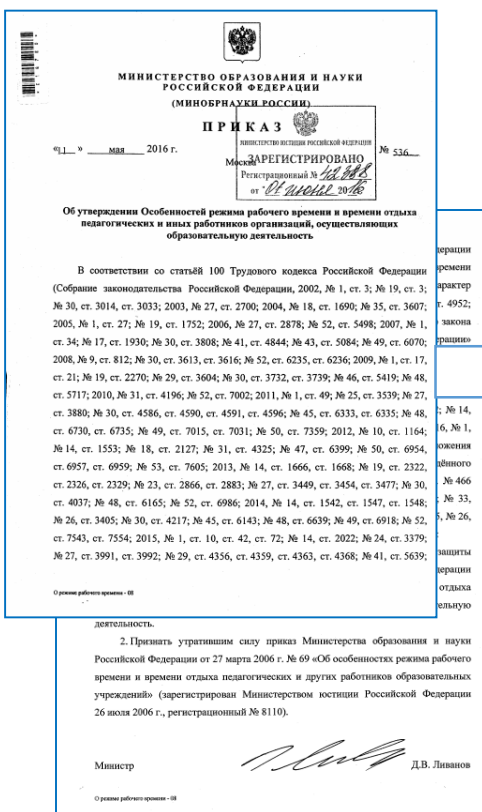 МИНИСТЕРСТВО ОБРАЗОВАНИЯ И НАУКИ
РОССИЙСКОЙ ФЕДЕРАЦИИ
(МИНОБРНАУКИ РОССИИ)
ПРИКАЗ
МИНИСТЕРСТВО ЮСТИЦИИ РОССИЙСКОЙ ФЕДЕРАЦИИ
«11» мая 2016 г.
Москва
ЗАРЕГИСТРИРОВАНО
№ 536
Регистрационный № 42388
от "01 июня 2016
Об утверждении Особенностей режима рабочего времени и времени отдыха
педагогических и иных работников организаций, осуществляющих
образовательную деятельность
В соответствии со статьёй 100 Трудового кодекса Российской Федерации
(Собрание законодательства Российской Федерации, 2002, № 1, ст. 3; № 19, ст. 3;
№ 30, ст. 3014, ст. 3033; 2003, № 27, ст. 2700; 2004, № 18, ст. 1690; № 35, ст. 3607;
2005, № 1, ст. 27; № 19, ст. 1752; 2006, № 27, ст. 2878; № 52, ст. 5498; 2007, № 1,
ст. 34; № 17, ст. 1930; № 30, ст. 3808; № 41, ст. 4844; № 43, ст. 5084; № 49, ст. 6070;
2008, № 9, ст. 812; № 30, ст. 3613, ст. 3616; № 52, ст. 6235, ст. 6236; 2009, № 1, ст. 17,
ст. 21; № 19, ст. 2270; № 29, ст. 3604; № 30, ст. 3732, ст. 3739; № 46, ст. 5419; № 48,
ст. 5717; 2010, № 31, ст. 4196; № 52, ст. 7002; 2011, № 1, ст. 49; № 25, ст. 3539; № 27,
ст. 3880; № 30, ст. 4586, ст. 4590, ст. 4591, ст. 4596; № 45, ст. 6333, ст. 6335; № 48,
ст. 6730, ст. 6735; № 49, ст. 7015, ст. 7031; № 50, ст. 7359; 2012, № 10, ст. 1164;
№ 14, ст. 1553; № 18, ст. 2127; № 31, ст. 4325; № 47, ст. 6399; № 50, ст. 6954,
ст. 6957, ст. 6959; № 53, ст. 7605; 2013, № 14, ст. 1666, ст. 1668; № 19, ст. 2322,
ст. 2326, ст. 2329; № 23, ст. 2866, ст. 2883; № 27, ст. 3449, ст. 3454, ст. 3477; № 30,
ст. 4037; № 48, ст. 6165; № 52, ст. 6986; 2014, № 14, ст. 1542, ст. 1547, ст. 1548;
№ 26, ст. 3405; № 30, ст. 4217; № 45, ст. 6143; № 48, ст. 6639; № 49, ст. 6918; № 52,
ст. 7543, ст. 7554; 2015, № 1, ст. 10, ст. 42, ст. 72; № 14, ст. 2022; № 24, ст. 3379;
№ 27, ст. 3991, ст. 3992; № 29, ст. 4356, ст. 4359, ст. 4363, ст. 4368; № 41, ст. 5639;
О режиме рабочего времени - 08
№ 14,
№ 1,
№ 466
№ 33,
№ 26,
защиты
отдыха
деятельность.
2. Признать утратившим силу приказ Министерства образования и науки
Российской Федерации от 27 марта 2006 г. № 69 «Об особенностях режима рабочего
времени и времени отдыха педагогических и других работников образовательных
учреждений» (зарегистрирован Министерством юстиции Российской Федерации
26 июля 2006 г., регистрационный № 8110).
Министр
Д.В. Ливанов
О режиме рабочего времени - 08